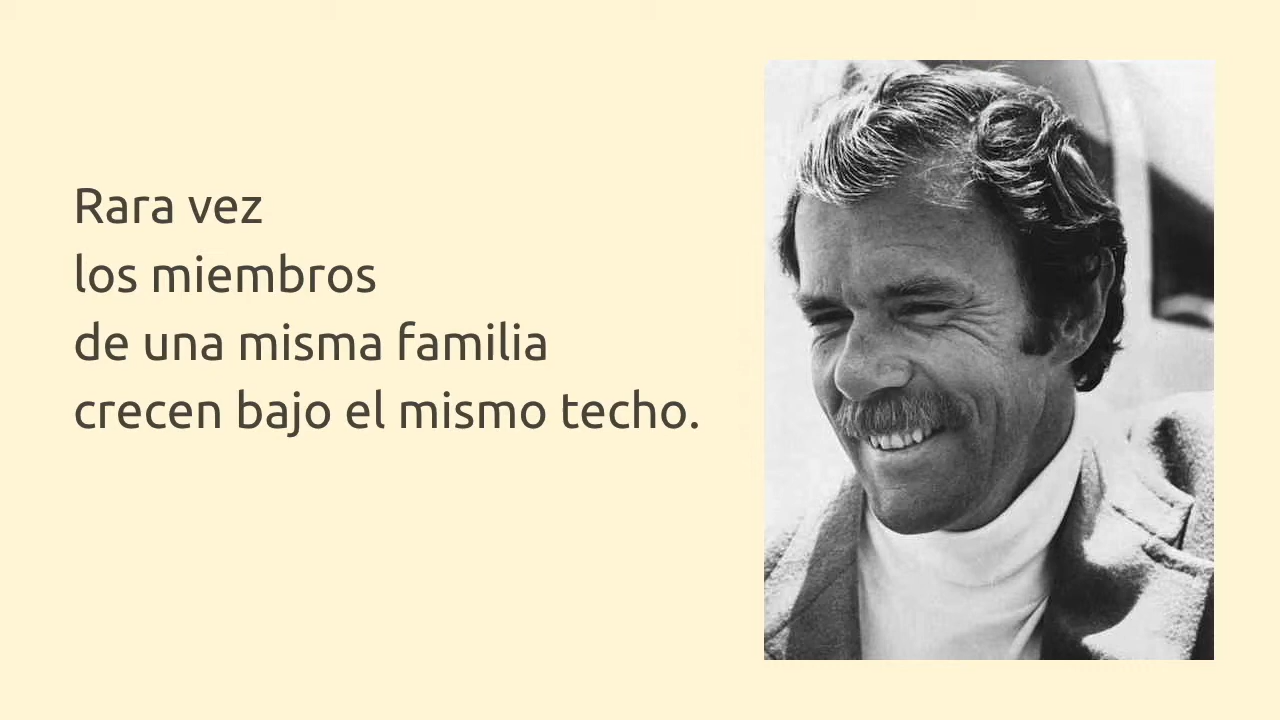 Rara vez
los miembros
de una misma familia
crecen bajo el mismo techo.